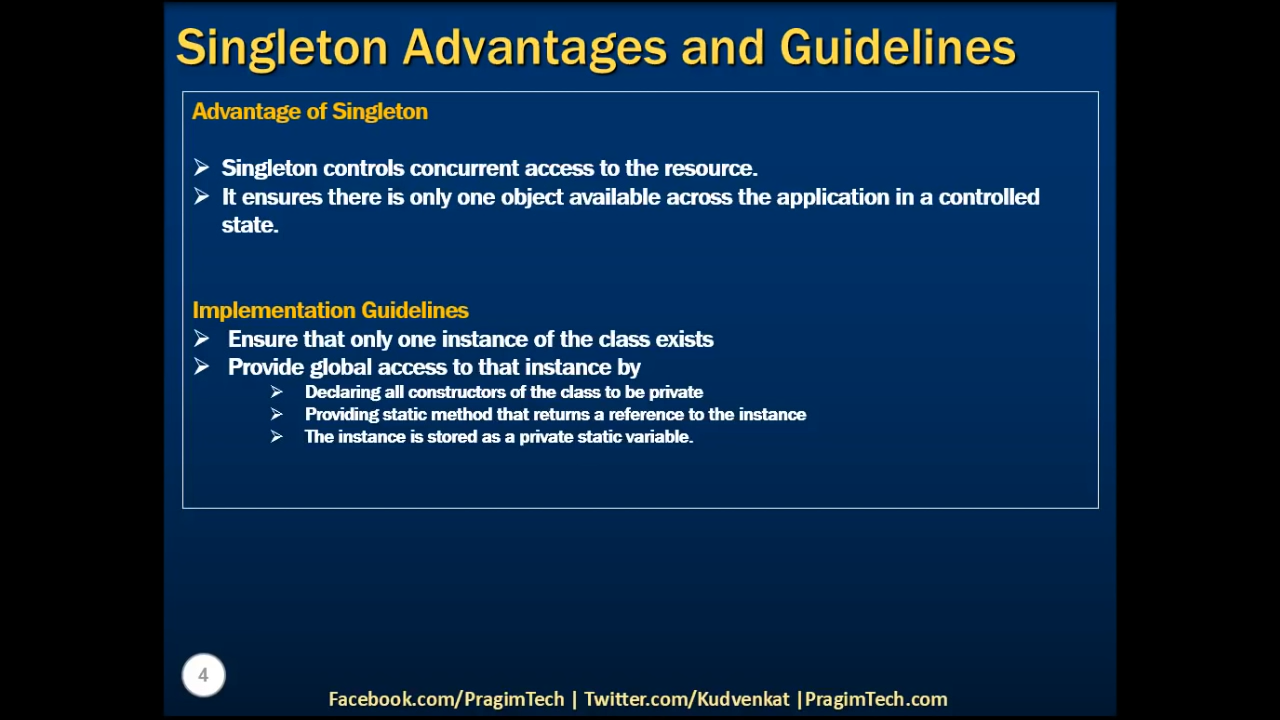 Singleton Advantages and Guidelines
Advantage of Singleton
Singleton controls concurrent access to the resource.
It ensures there is only one object available across the application in a controlled
state.
Implementation Guidelines
Ensure that only one instance of the class exists
Provide global access to that instance by
Declaring all constructors of the class to be private
Providing static method that returns a reference to the instance
The instance is stored as a private static variable.
4
Facebook.com/PragimTech | Twitter.com/Kudvenkat |PragimTech.com